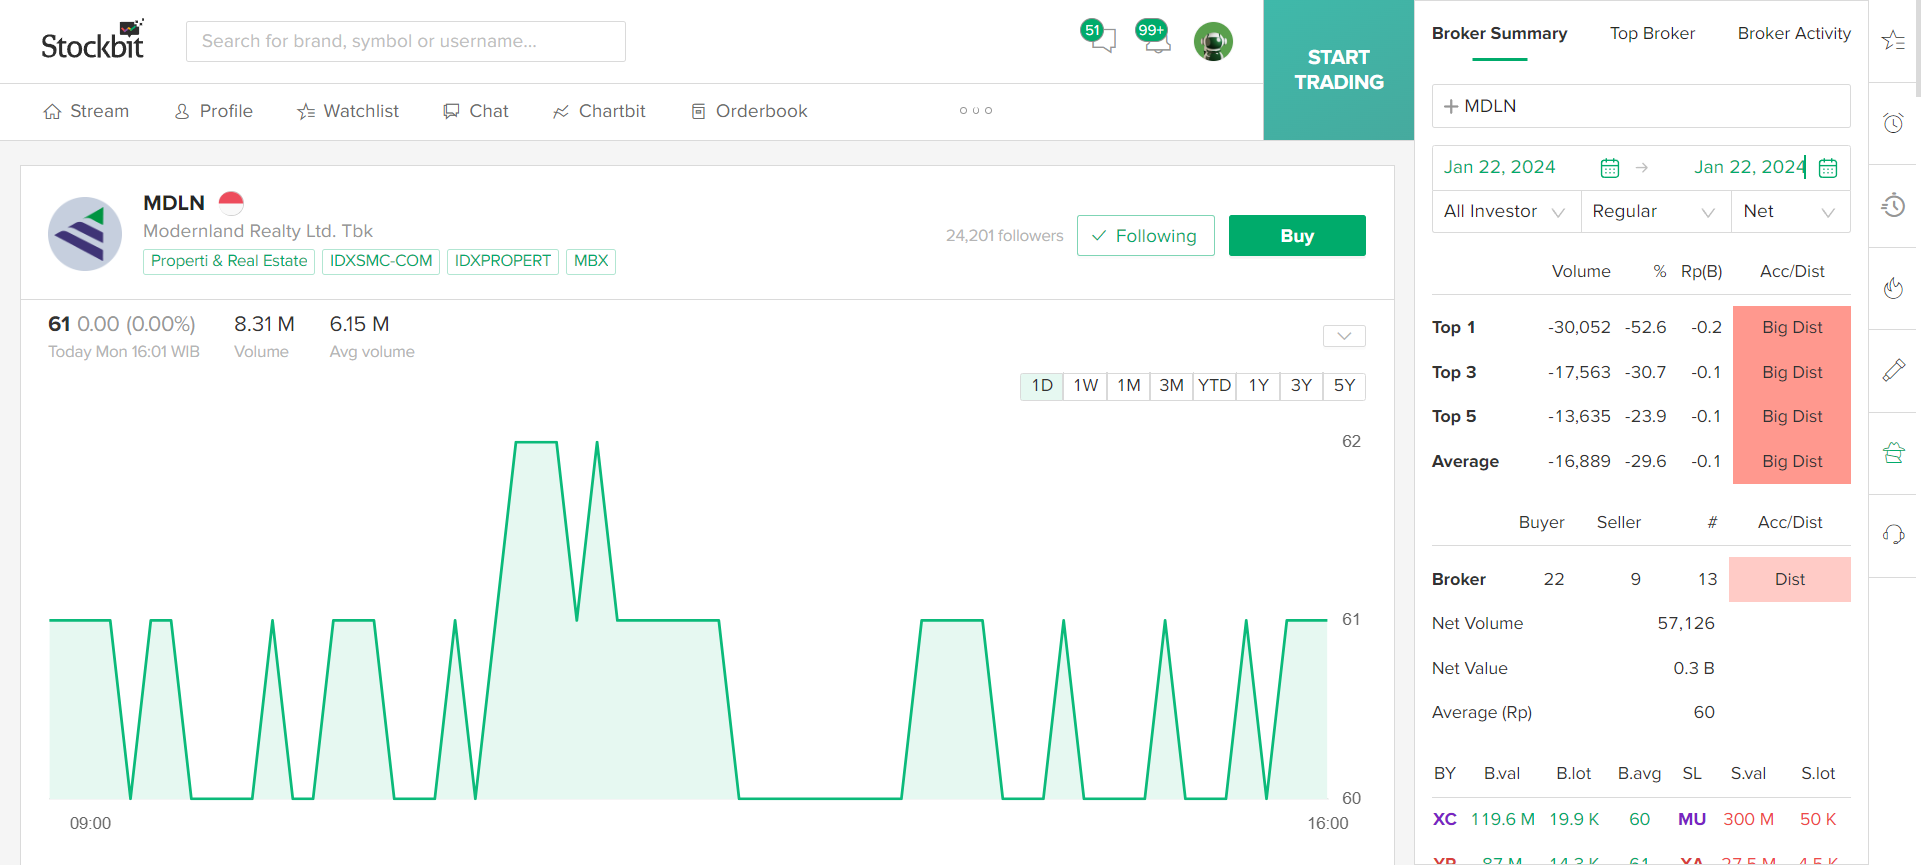 Stockbit
Search for brand, symbol or username...
51
99+
START
TRADING
Stream
Profile
Watchlist
Chat
Chartbit
Orderbook
MDLN
Modernland Realty Ltd. Tbk
Properti & Real Estate
IDXSMC-COM
IDXPROPERT
MBX
24,201 followers
Following
Buy
61 0.00 (0.00%)
8.31 M
6.15 M
Today Mon 16:01 WIB
Volume
Avg volume
1D 1W 1M 3M YTD 1Y 3Y 5Y
62
61
60
09:00
16:00
Broker Summary
Top Broker
Broker Activity
MDLN
Jan 22, 2024 → Jan 22, 2024
All Investor
Regular
Net
Volume % Rp(B) Acc/Dist
Top 1 -30,052 -52.6 -0.2 Big Dist
Top 3 -17,563 -30.7 -0.1 Big Dist
Top 5 -13,635 -23.9 -0.1 Big Dist
Average -16,889 -29.6 -0.1 Big Dist
Buyer Seller # Acc/Dist
Broker 22 9 13 Dist
Net Volume 57,126
Net Value 0.3 B
Average (Rp) 60
BY B.val B.lot B.avg SL S.val S.lot
XC 119.6 M 19.9 K 60 MU 300 M 50 K